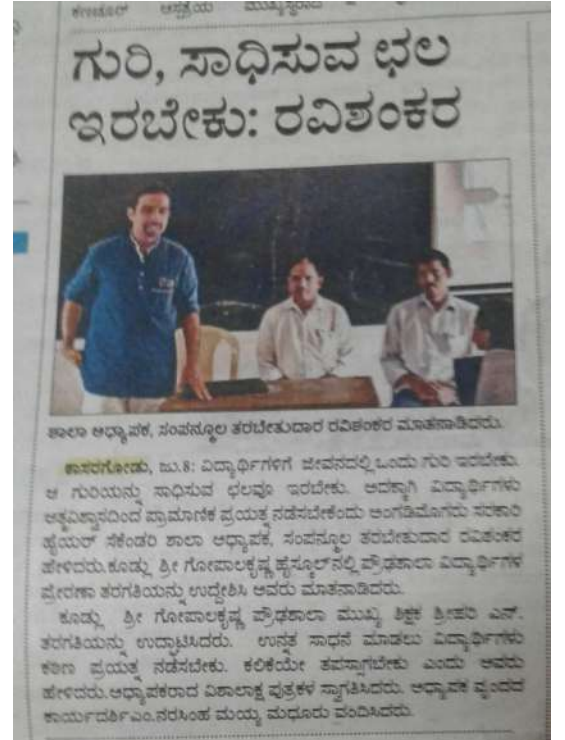 ಕಣಚೂರ್ ಆಸ್ಪತ್ರೆಯ
ಗುರಿ, ಸಾಧಿಸುವ ಛಲ
ಇರಬೇಕು: ರವಿಶಂಕರ
ಶಾಲಾ ಅಧ್ಯಾಪಕ, ಸಂಪನ್ಮೂಲ ತರಬೇತುದಾರ ರವಿಶಂಕರ ಮಾತನಾಡಿದರು.
ಕಾಸರಗೋಡು, ಜು.8: ವಿದ್ಯಾರ್ಥಿಗಳಿಗೆ ಜೀವನದಲ್ಲಿ ಒಂದು ಗುರಿ ಇರಬೇಕು.
ಆ ಗುರಿಯನ್ನು ಸಾಧಿಸುವ ಛಲವೂ ಇರಬೇಕು. ಅದಕ್ಕಾಗಿ ವಿದ್ಯಾರ್ಥಿಗಳು
ಆತ್ಮವಿಶ್ವಾಸದಿಂದ ಪ್ರಾಮಾಣಿಕ ಪ್ರಯತ್ನ ನಡೆಸಬೇಕೆಂದು ಅಂಗಡಿಮೊಗರು ಸರಕಾರಿ
ಹೈಯರ್ ಸೆಕೆಂಡರಿ ಶಾಲಾ ಅಧ್ಯಾಪಕ, ಸಂಪನ್ಮೂಲ ತರಬೇತುದಾರ ರವಿಶಂಕರ
ಹೇಳಿದರು.ಕೂಡ್ಲು ಶ್ರೀ ಗೋಪಾಲಕೃಷ್ಣ ಹೈಸ್ಕೂಲ್‌ನಲ್ಲಿ ಪ್ರೌಢಶಾಲಾ ವಿದ್ಯಾರ್ಥಿಗಳ
ಪ್ರೇರಣಾ ತರಗತಿಯನ್ನು ಉದ್ದೇಶಿಸಿ ಅವರು ಮಾತನಾಡಿದರು.
ಕೂಡ್ಲು ಶ್ರೀ ಗೋಪಾಲಕೃಷ್ಣ ಪ್ರೌಢಶಾಲಾ ಮುಖ್ಯ ಶಿಕ್ಷಕ ಶ್ರೀಹರಿ ಎನ್.
ತರಗತಿಯನ್ನು ಉದ್ಘಾಟಿಸಿದರು. ಉನ್ನತ ಸಾಧನೆ ಮಾಡಲು ವಿದ್ಯಾರ್ಥಿಗಳು
ಕಠಿಣ ಪ್ರಯತ್ನ ನಡೆಸಬೇಕು. ಕಲಿಕೆಯೇ ತಪಸ್ಸಾಗಬೇಕು ಎಂದು ಅವರು
ಹೇಳಿದರು.ಅಧ್ಯಾಪಕರಾದ ವಿಶಾಲಾಕ್ಷ ಪುತ್ರಕಳ ಸ್ವಾಗತಿಸಿದರು. ಅಧ್ಯಾಪಕ ವೃಂದದ
ಕಾರ್ಯದರ್ಶಿಎಂ.ನರಸಿಂಹ ಮಯ್ಯ ಮಧೂರು ವಂದಿಸಿದರು.